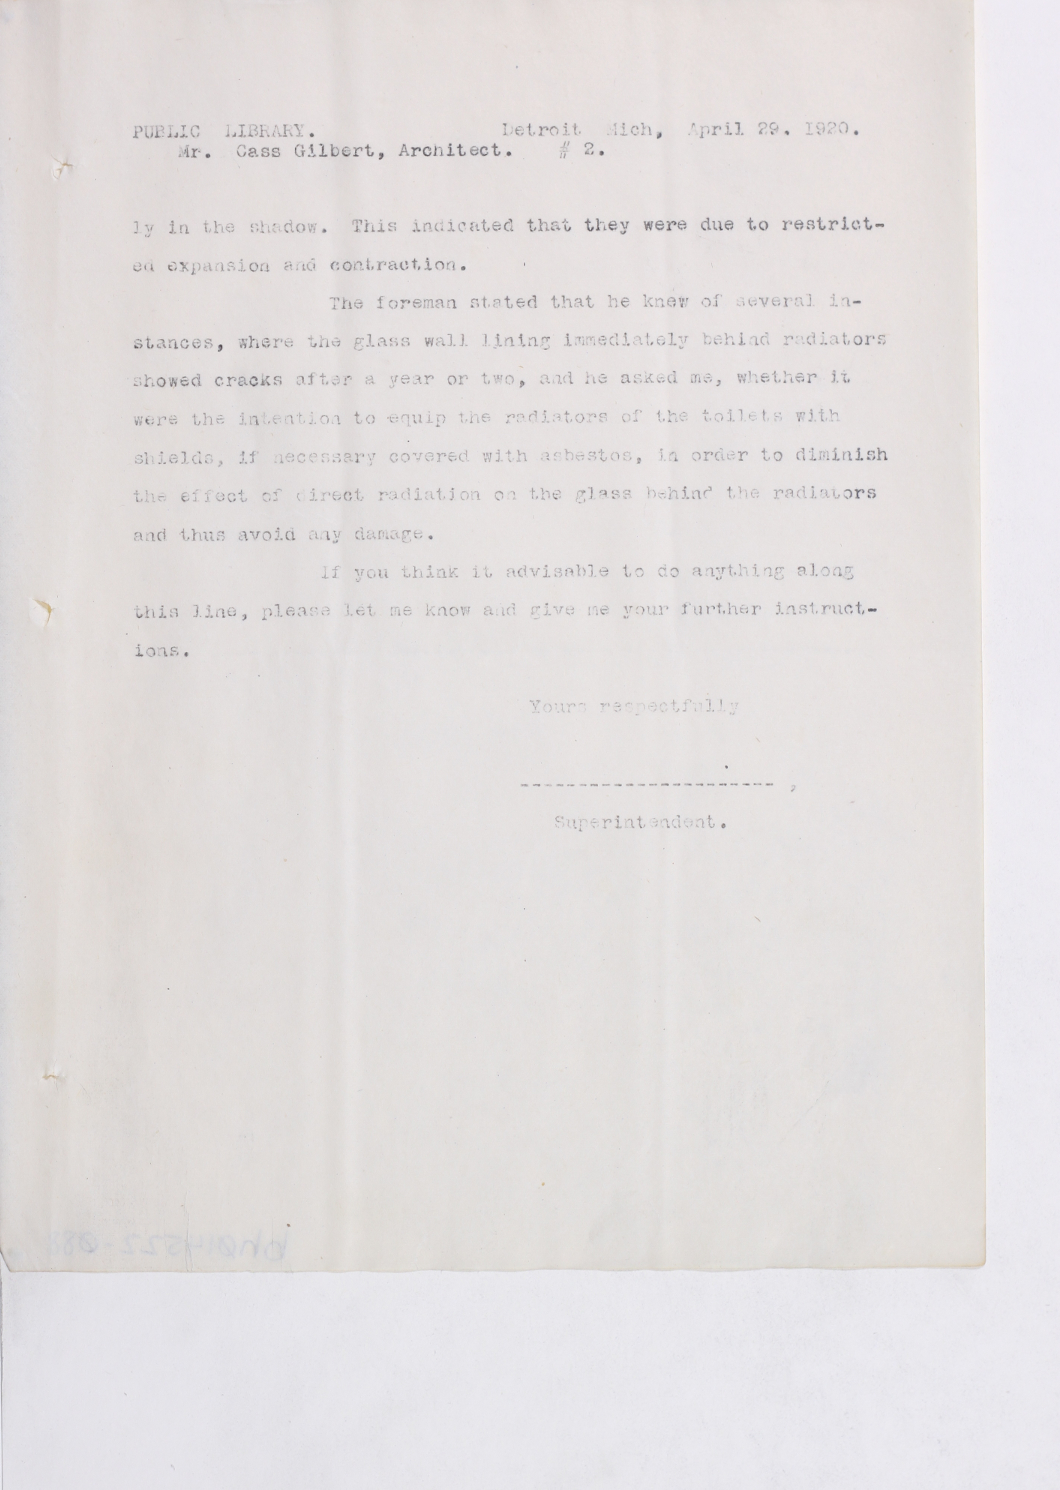 PUBLIC LIBRARY. Detroit Mich, April 29. 1920.
Mr. Cass Gilbert, Architect. # 2.
ly in the shadow. This indicated that they were due to restrict-
ed expansion and contraction.
The foreman stated that he knew of several in-
stances, where the glass wall lining immediately behind radiators
showed cracks after a year or two, and he asked me, whether it
were the intention to equip the radiators of the toilets with
shields, if necessary covered with asbestos, in order to diminish
the effect of direct radiation on the glass behind the radiators
and thus avoid any damage.
If you think it advisable to do anything along
this line, please let me know and give me your further instruct-
ions.
Yours respectfully
---------------------- ,
Superintendent.